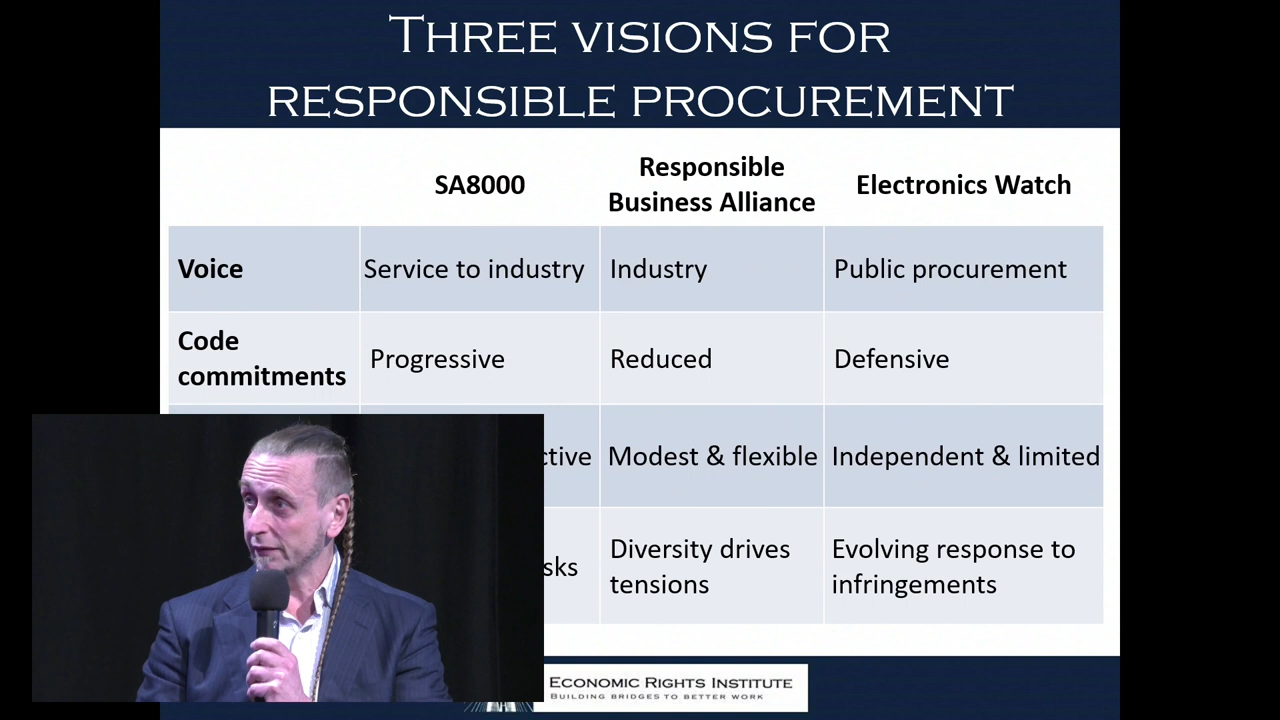 THREE VISIONS FOR
RESPONSIBLE PROCUREMENT
SA8000
Responsible
Business Alliance
Electronics Watch
Voice
Service to industry
Industry
Public procurement
Code
commitments
Progressive
Reduced
Defensive
Modest & flexible
Independent & limited
Diversity drives
tensions
Evolving response to
infringements
ECONOMIC RIGHTS INSTITUTE
BUILDING BRIDGES TO BETTER WORK